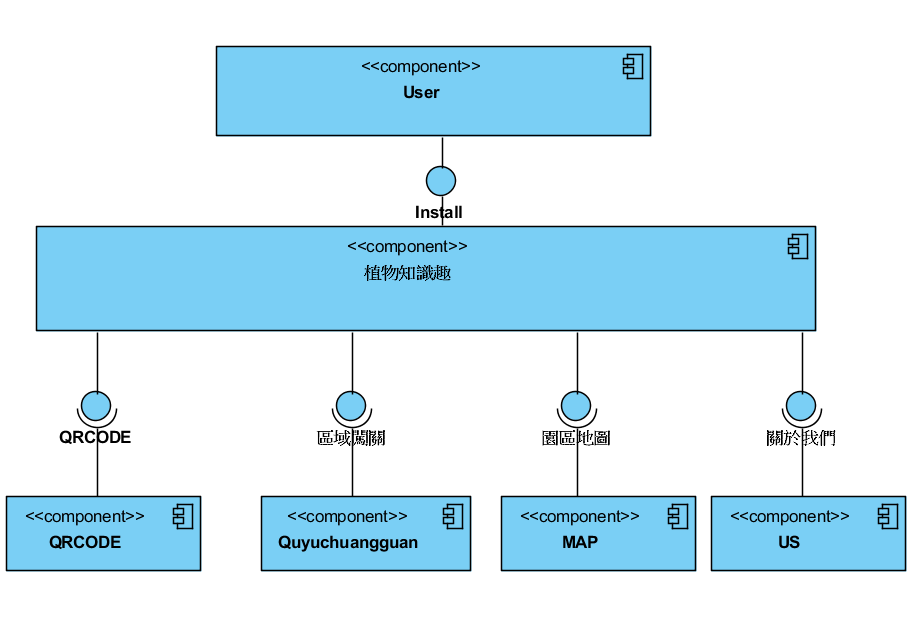 <<component>>
User
Install
<<component>>
植物知識趣
QRCODE
區域闖關
園區地圖
關於我們
<<component>>
QRCODE
<<component>>
Quyuchuangguan
<<component>>
MAP
<<component>>
US